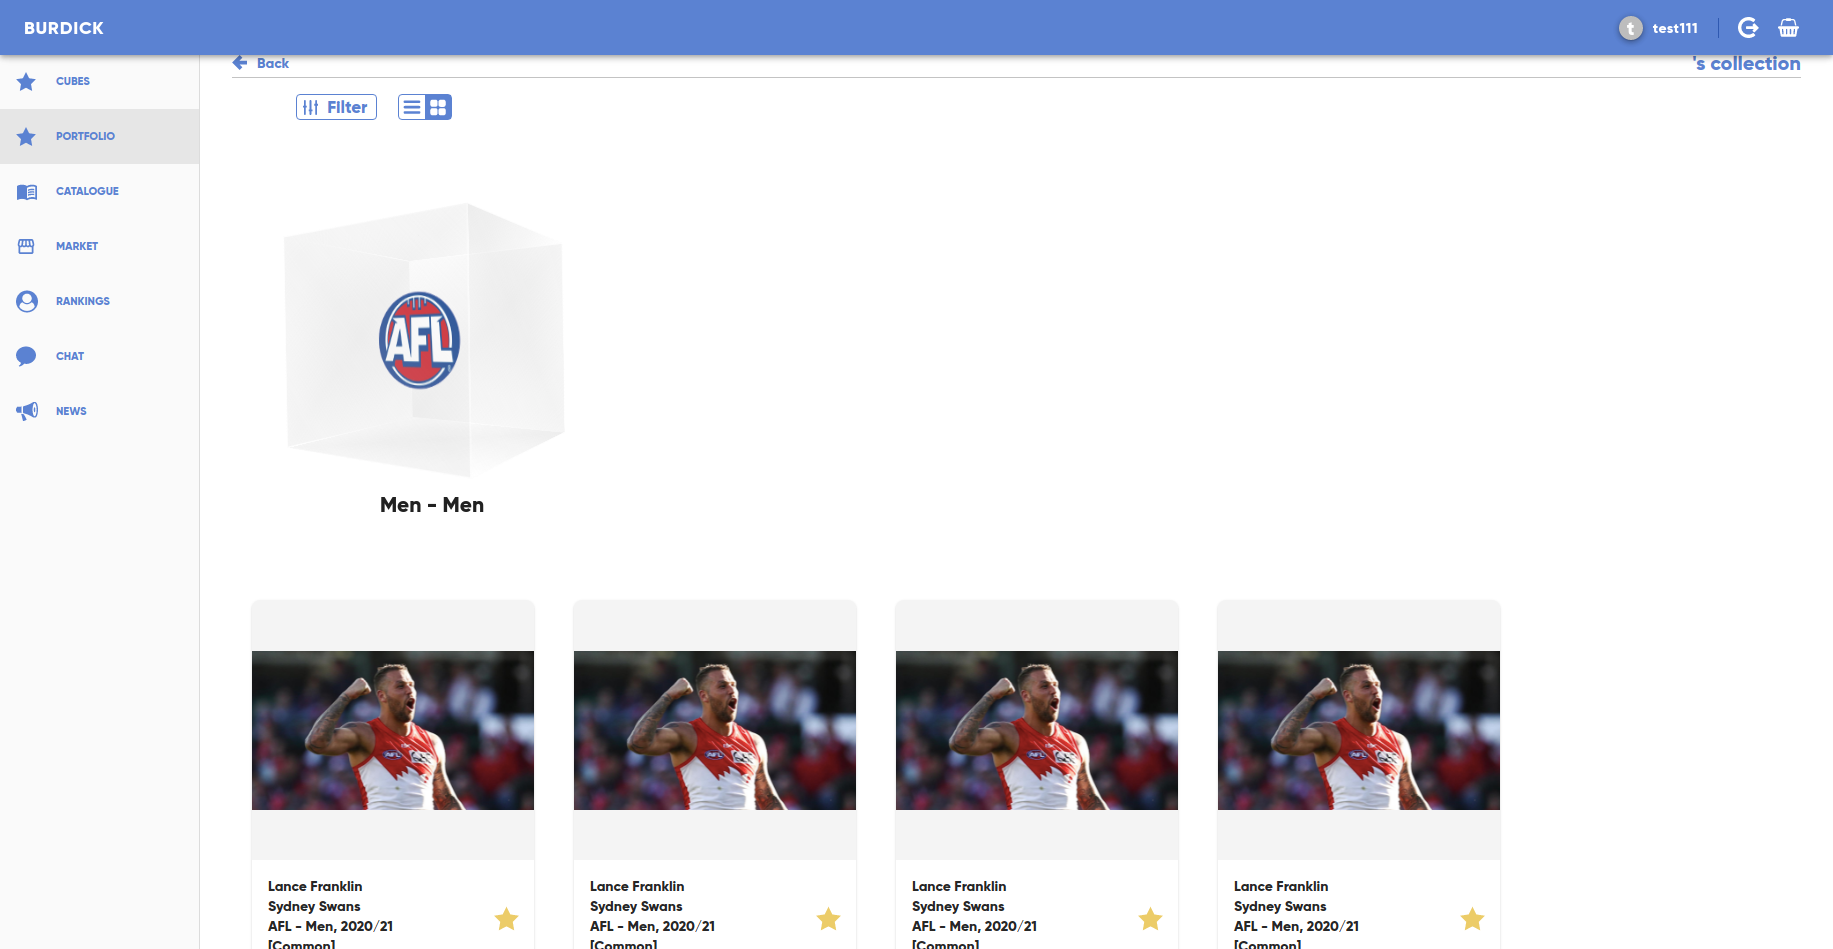 BURDICK
t test111
CUBES
PORTFOLIO
CATALOGUE
MARKET
RANKINGS
CHAT
NEWS
Back
's collection
Filter
AFL
Men - Men
Lance Franklin
Sydney Swans
AFL - Men, 2020/21
[Common]
Lance Franklin
Sydney Swans
AFL - Men, 2020/21
[Common]
Lance Franklin
Sydney Swans
AFL - Men, 2020/21
[Common]
Lance Franklin
Sydney Swans
AFL - Men, 2020/21
[Common]